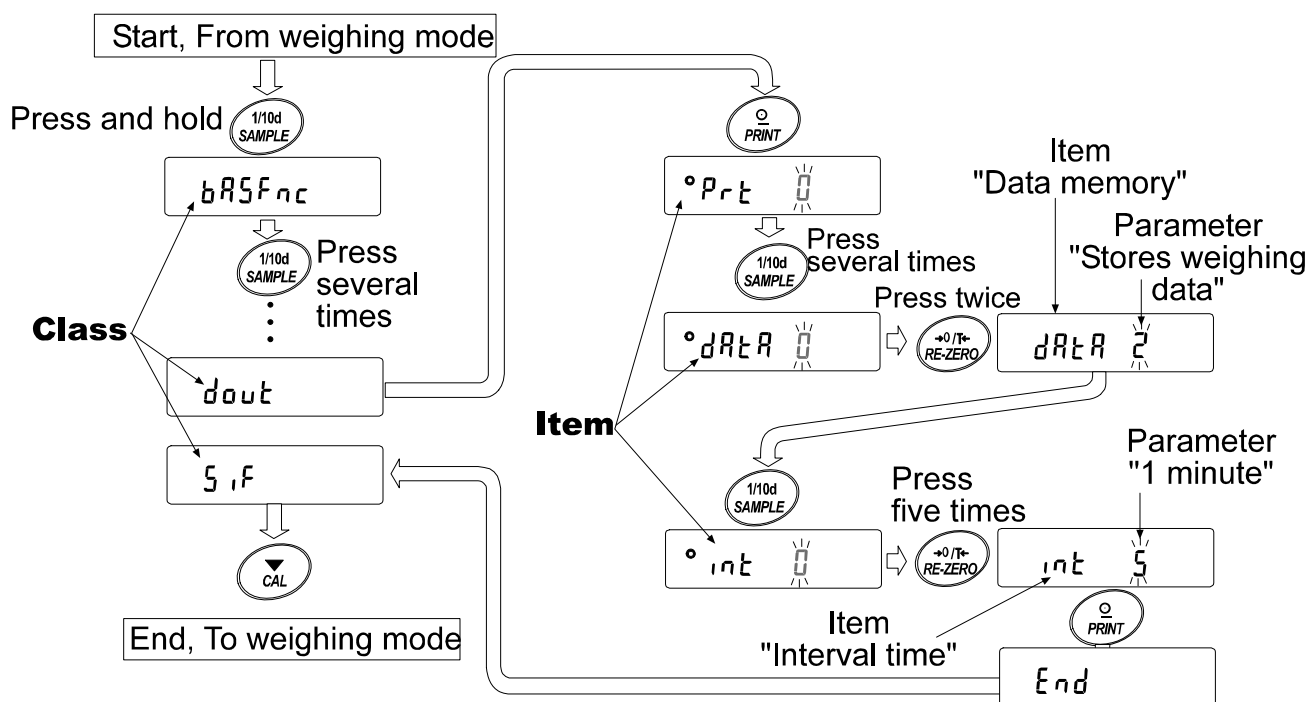 Start, From weighing mode
Press and hold
1/10d
SAMPLE
bASFnc
1/10d
SAMPLE
Press
several
times
Class
dout
S iF
CAL
End, To weighing mode
PRINT
Prt 0
1/10d
SAMPLE
Press
several times
Item
"Data memory"
Parameter
"Stores weighing
data"
Press twice
dAtA 0
→0/T←
RE-ZERO
dAtA 2
Item
1/10d
SAMPLE
Press
five times
Parameter
"1 minute"
int 0
→0/T←
RE-ZERO
int 5
Item
"Interval time"
PRINT
End